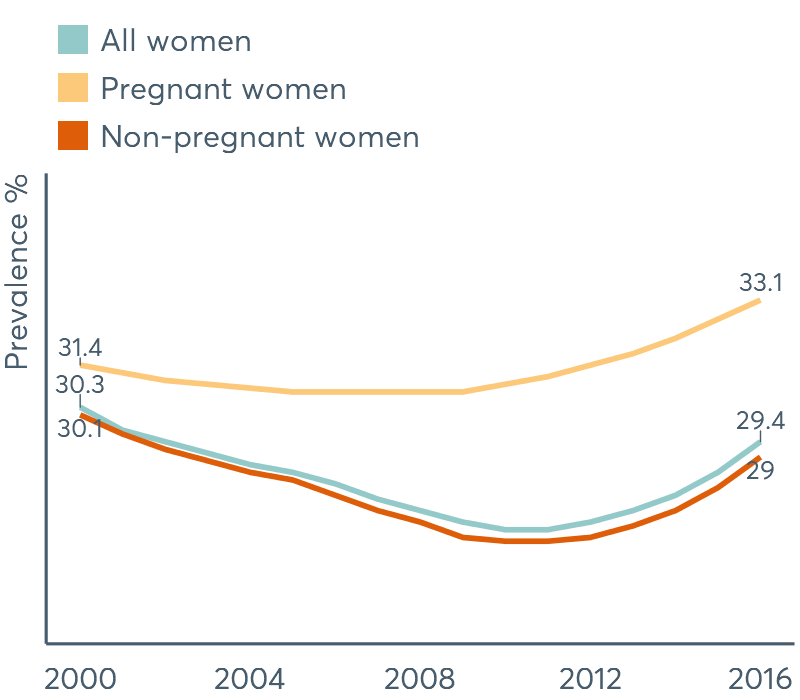 All women
Pregnant women
Non-pregnant women
Prevalence %
33.1
31.4
30.3
30.1
29.4
29
2000 2004 2008 2012 2016